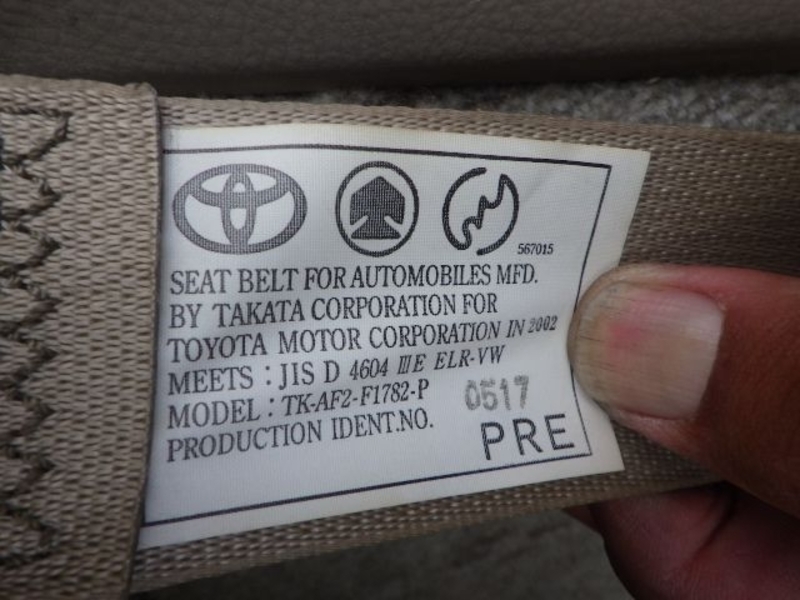 567015
SEAT BELT FOR AUTOMOBILES MFD.
BY TAKATA CORPORATION FOR
TOYOTA MOTOR CORPORATION IN 2002
MEETS : JIS D 4604 ⅢE ELR-VW
MODEL : TK-AF2-F1782-P
PRODUCTION IDENT.NO. 0517
PRE